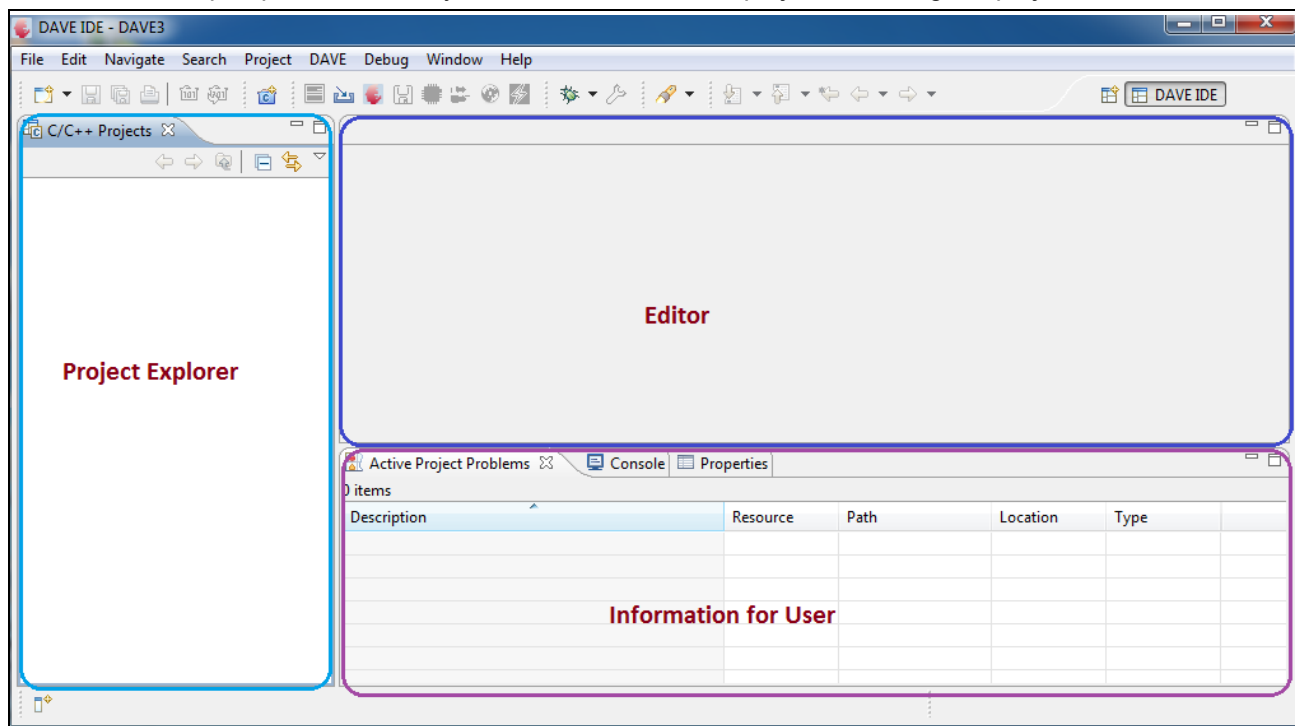 DAVE IDE - DAVE3
File Edit Navigate Search Project DAVE Debug Window Help
DAVE IDE
C/C++ Projects
Editor
Project Explorer
Active Project Problems Console Properties
0 items
Description Resource Path Location Type
Information for User